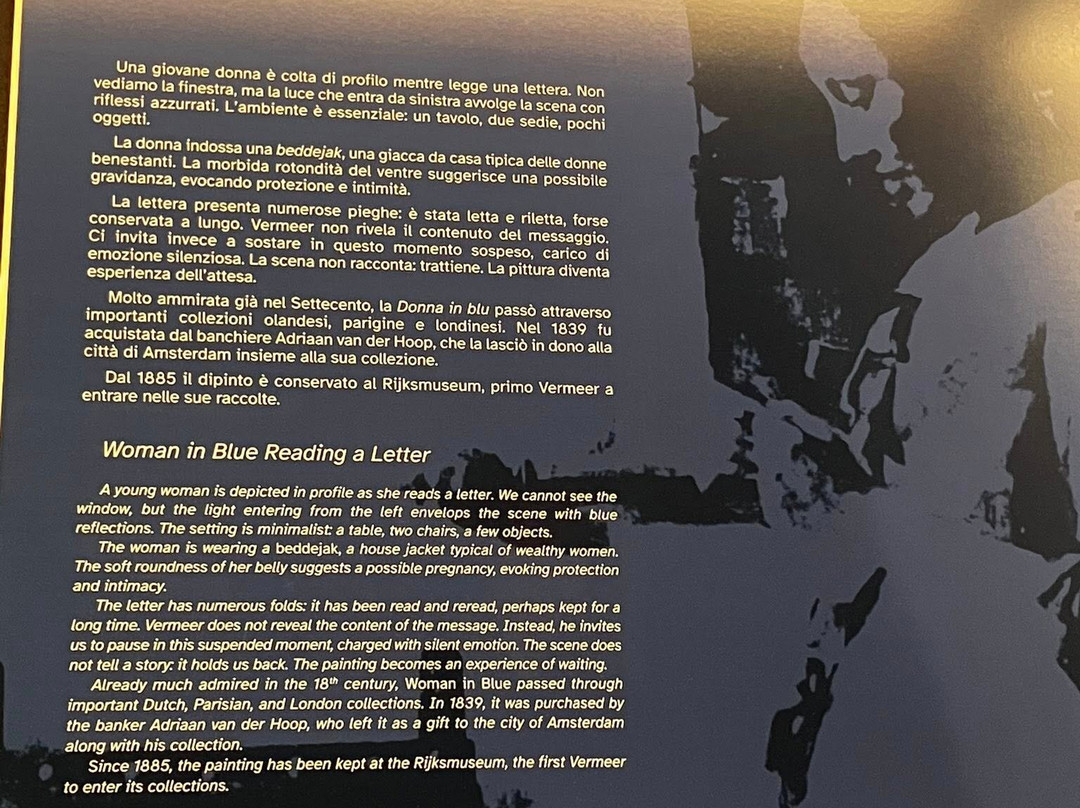 Una giovane donna è colta di profilo mentre legge una lettera. Non
vediamo la finestra, ma la luce che entra da sinistra avvolge la scena con
riflessi azzurrati. L'ambiente è essenziale: un tavolo, due sedie, pochi
oggetti.
La donna indossa una beddejak, una giacca da casa tipica delle donne
benestanti. La morbida rotondità del ventre suggerisce una possibile
gravidanza, evocando protezione e intimità.
La lettera presenta numerose pieghe: è stata letta e riletta, forse
conservata a lungo. Vermeer non rivela il contenuto del messaggio.
Ci invita invece a sostare in questo momento sospeso, carico di
emozione silenziosa. La scena non racconta: trattiene. La pittura diventa
esperienza dell'attesa.
Molto ammirata già nel Settecento, la Donna in blu passò attraverso
importanti collezioni olandesi, parigine e londinesi. Nel 1839 fu
acquistata dal banchiere Adriaan van der Hoop, che la lasciò in dono alla
città di Amsterdam insieme alla sua collezione.
Dal 1885 il dipinto è conservato al Rijksmuseum, primo Vermeer a
entrare nelle sue raccolte.
Woman in Blue Reading a Letter
A young woman is depicted in profile as she reads a letter. We cannot see the
window, but the light entering from the left envelops the scene with blue
reflections. The setting is minimalist: a table, two chairs, a few objects.
The woman is wearing a beddejak, a house jacket typical of wealthy women.
The soft roundness of her belly suggests a possible pregnancy, evoking protection
and intimacy.
The letter has numerous folds: it has been read and reread, perhaps kept for a
long time. Vermeer does not reveal the content of the message. Instead, he invites
us to pause in this suspended moment, charged with silent emotion. The scene does
not tell a story: it holds us back. The painting becomes an experience of waiting.
Already much admired in the 18th century, Woman in Blue passed through
important Dutch, Parisian, and London collections. In 1839, it was purchased by
the banker Adriaan van der Hoop, who left it as a gift to the city of Amsterdam
along with his collection.
Since 1885, the painting has been kept at the Rijksmuseum, the first Vermeer
to enter its collections.